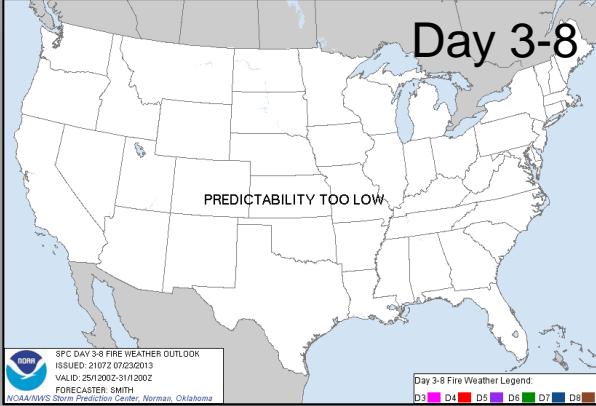 Day 3-8
PREDICTABILITY TOO LOW
NOAA
SPC DAY 3-8 FIRE WEATHER OUTLOOK
ISSUED: 2107Z 07/23/2013
VALID: 25/1200Z-31/1200Z
FORECASTER: SMITH
NOAA/NWS Storm Prediction Center, Norman, Oklahoma
Day 3-8 Fire Weather Legend:
D3 D4 D5 D6 D7 D8